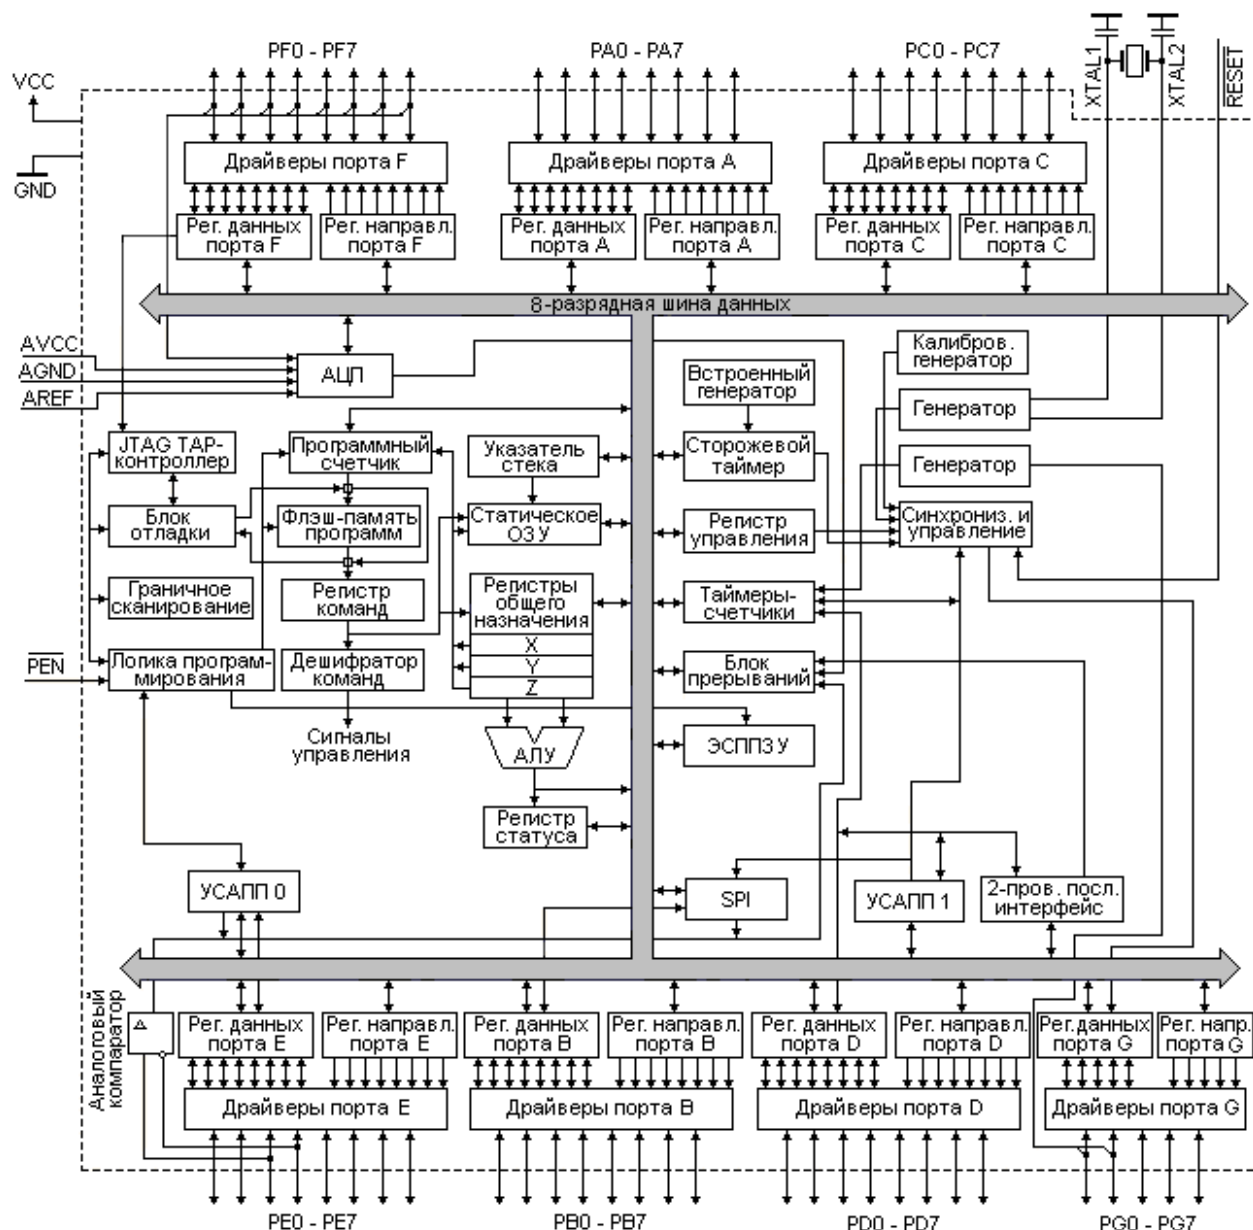 PF0 - PF7
PA0 - PA7
PC0 - PC7
XTAL1
XTAL2
RESET
VCC
GND
Драйверы порта F
Драйверы порта A
Драйверы порта C
Рег. данных
порта F
Рег. направл.
порта F
Рег. данных
порта A
Рег. направл.
порта A
Рег. данных
порта C
Рег. направл.
порта C
8-разрядная шина данных
AVCC
AGND
AREF
АЦП
Встроенный
генератор
Калибров.
генератор
Генератор
JTAG TAP-
контроллер
Программный
счетчик
Указатель
стека
Сторожевой
таймер
Генератор
Блок
отладки
Флэш-память
программ
Статическое
ОЗУ
Регистр
управления
Синхрониз. и
управление
Граничное
сканирование
Регистр
команд
Регистры
общего
назначения
X
Y
Z
Таймеры-
счетчики
PEN
Логика програм-
мирования
Дешифратор
команд
Блок
прерываний
Сигналы
управления
АЛУ
ЭСППЗУ
Регистр
статуса
УСАПП 0
SPI
УСАПП 1
2-пров. посл.
интерфейс
Аналоговый
компаратор
Рег. данных
порта E
Рег. направл.
порта E
Рег. данных
порта B
Рег. направл.
порта B
Рег. данных
порта D
Рег. направл.
порта D
Рег.данных
порта G
Рег. напр.
порта G
Драйверы порта E
Драйверы порта B
Драйверы порта D
Драйверы порта G
PE0 - PE7
PB0 - PB7
PD0 - PD7
PG0 - PG7